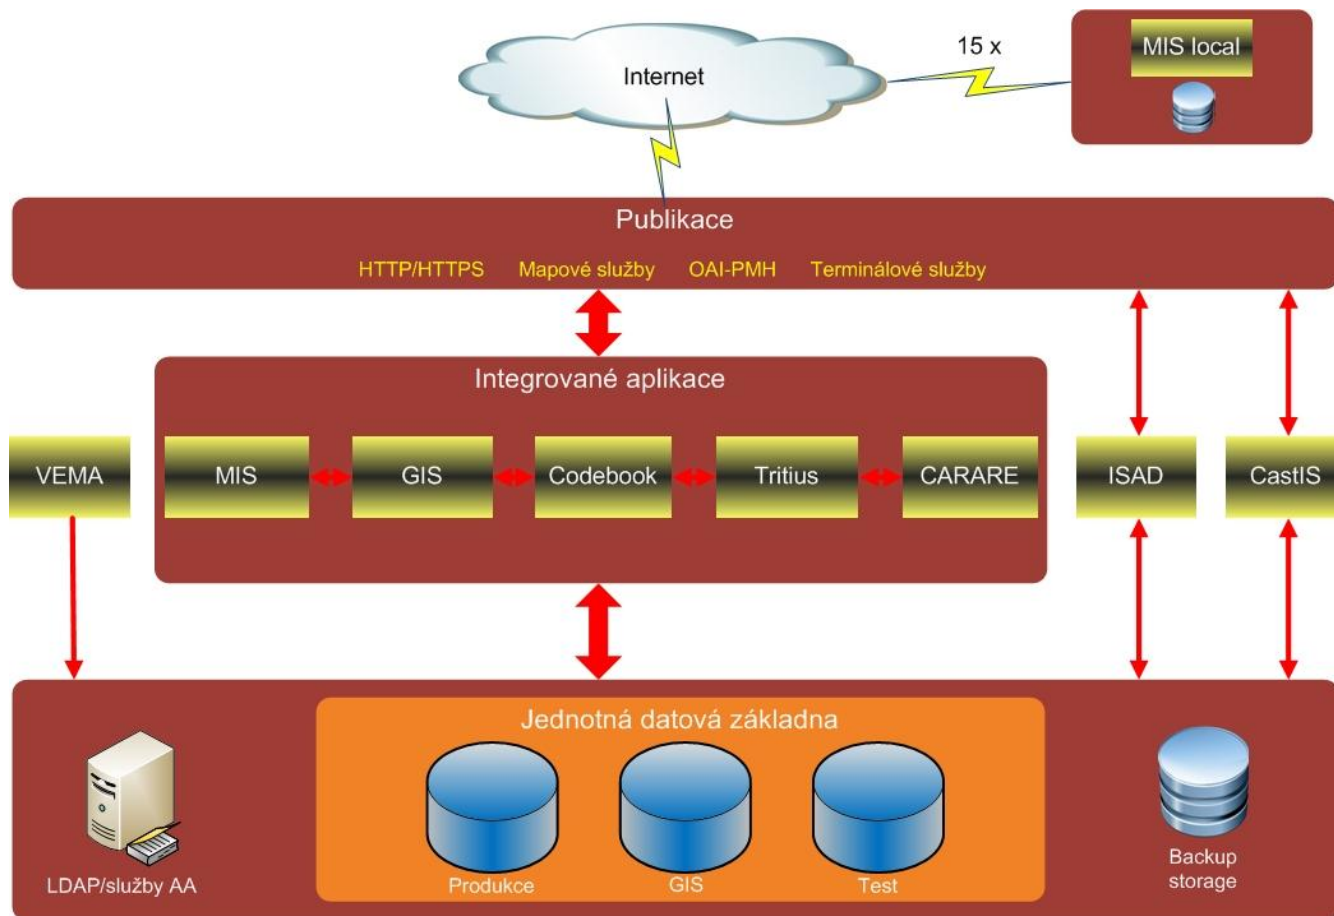 Internet
15 x
MIS local
Publikace
HTTP/HTTPS Mapové služby OAI-PMH Terminálové služby
Integrované aplikace
VEMA
MIS
GIS
Codebook
Tritius
CARARE
ISAD
CastIS
Jednotná datová základna
LDAP/služby AA
Produkce
GIS
Test
Backup
storage